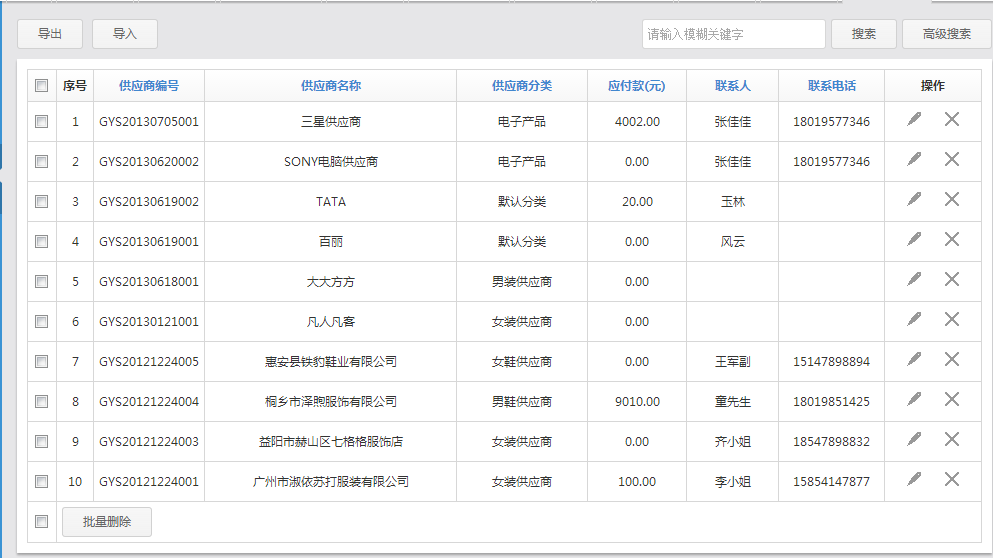 导出 导入 请输入模糊关键字 搜索 高级搜索
序号 供应商编号 供应商名称 供应商分类 应付款(元) 联系人 联系电话 操作
1 GYS20130705001 三星供应商 电子产品 4002.00 张佳佳 18019577346
2 GYS20130620002 SONY电脑供应商 电子产品 0.00 张佳佳 18019577346
3 GYS20130619002 TATA 默认分类 20.00 玉林
4 GYS20130619001 百丽 默认分类 0.00 风云
5 GYS20130618001 大大方方 男装供应商 0.00
6 GYS20130121001 凡人凡客 女装供应商 0.00
7 GYS20121224005 惠安县铁豹鞋业有限公司 女鞋供应商 0.00 王军副 15147898894
8 GYS20121224004 桐乡市泽煦服饰有限公司 男鞋供应商 9010.00 童先生 18019851425
9 GYS20121224003 益阳市赫山区七格格服饰店 女装供应商 0.00 齐小姐 18547898832
10 GYS20121224001 广州市淑依苏打服装有限公司 女装供应商 100.00 李小姐 15854147877
批量删除